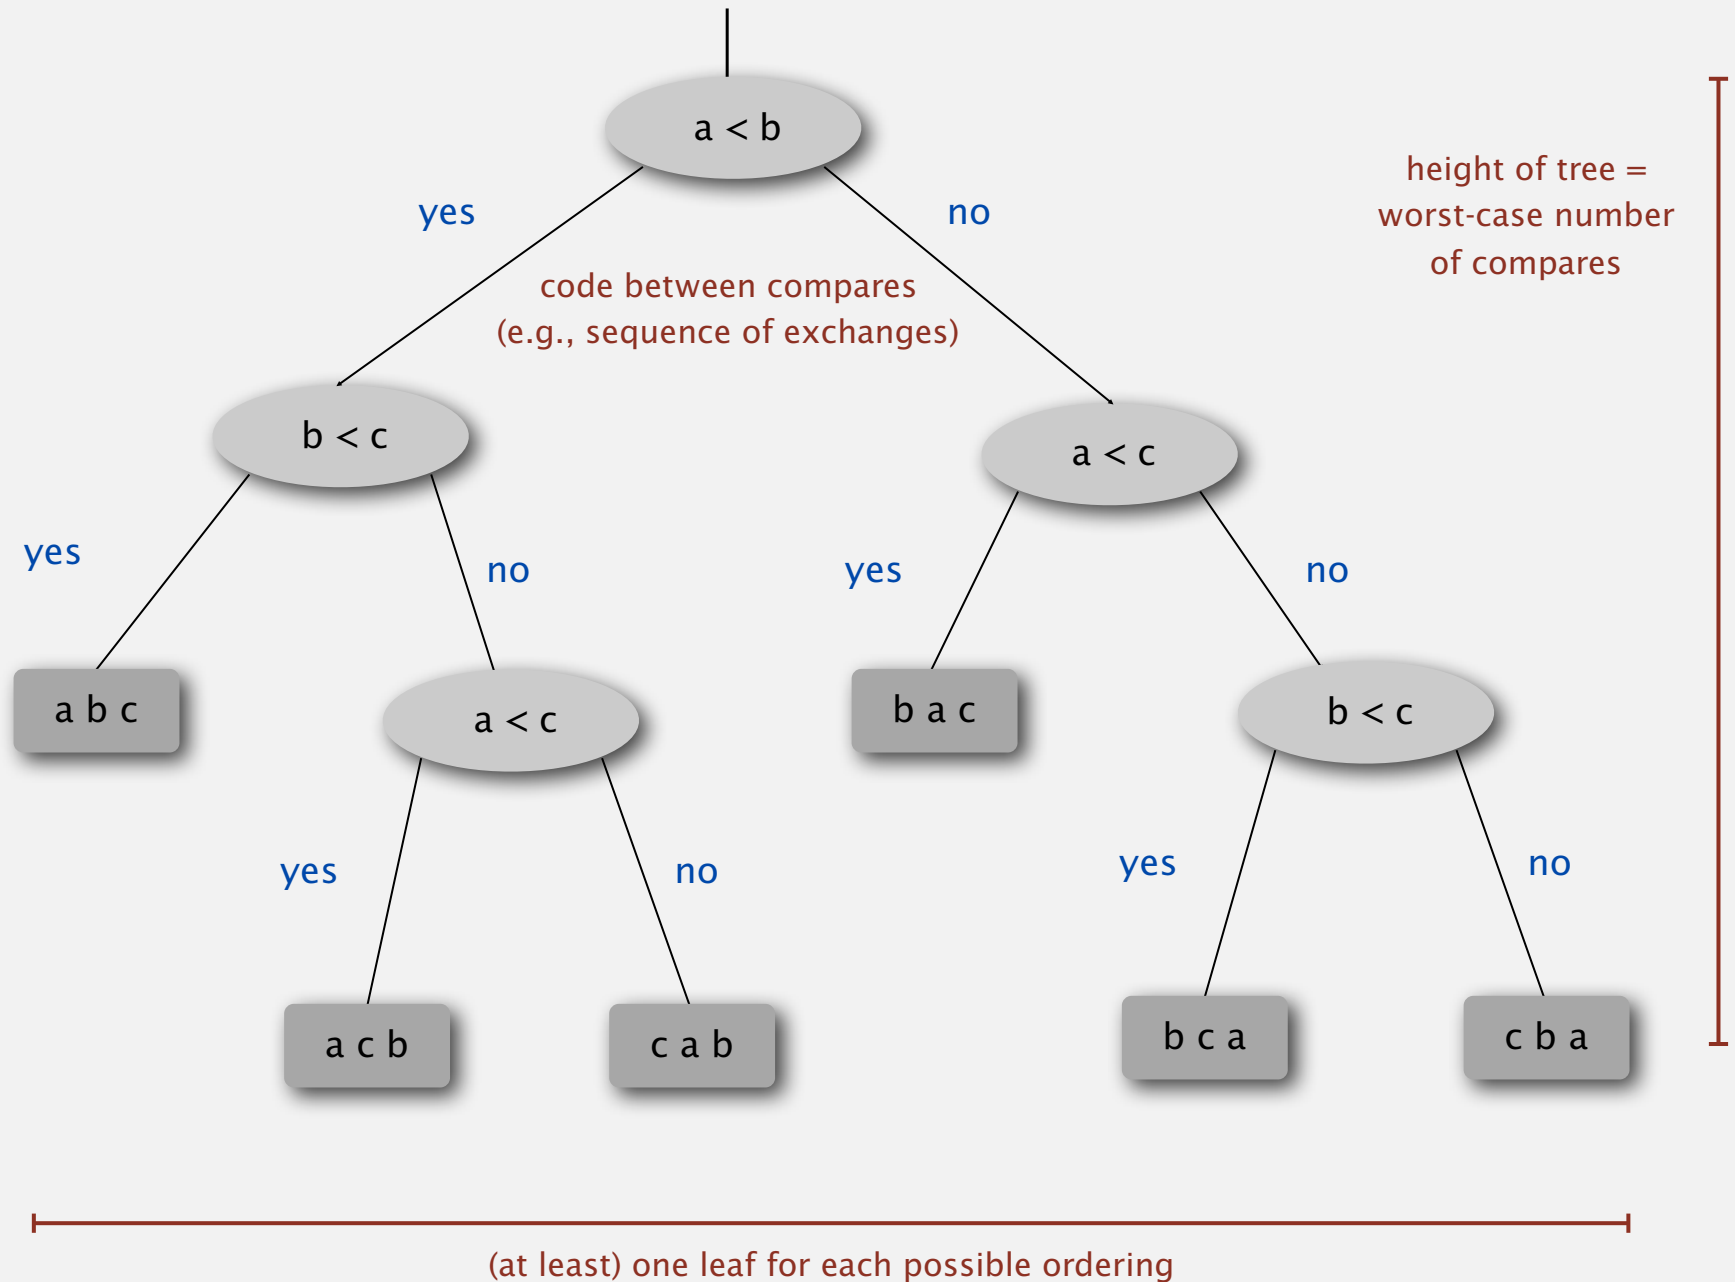 a < b
height of tree =
worst-case number
of compares
yes
no
code between compares
(e.g., sequence of exchanges)
b < c
a < c
yes
no
yes
no
a b c
a < c
b a c
b < c
yes
no
yes
no
a c b
c a b
b c a
c b a
(at least) one leaf for each possible ordering